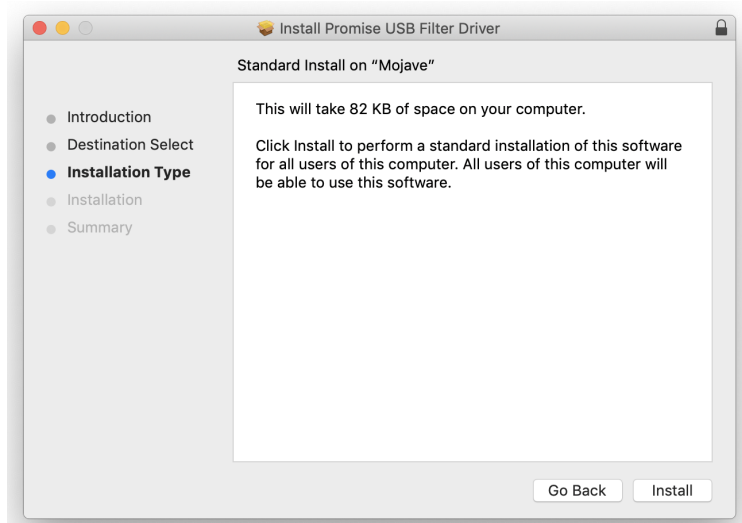 Install Promise USB Filter Driver
Standard Install on “Mojave”
Introduction
Destination Select
Installation Type
Installation
Summary
This will take 82 KB of space on your computer.
Click Install to perform a standard installation of this software
for all users of this computer. All users of this computer will
be able to use this software.
Go Back
Install